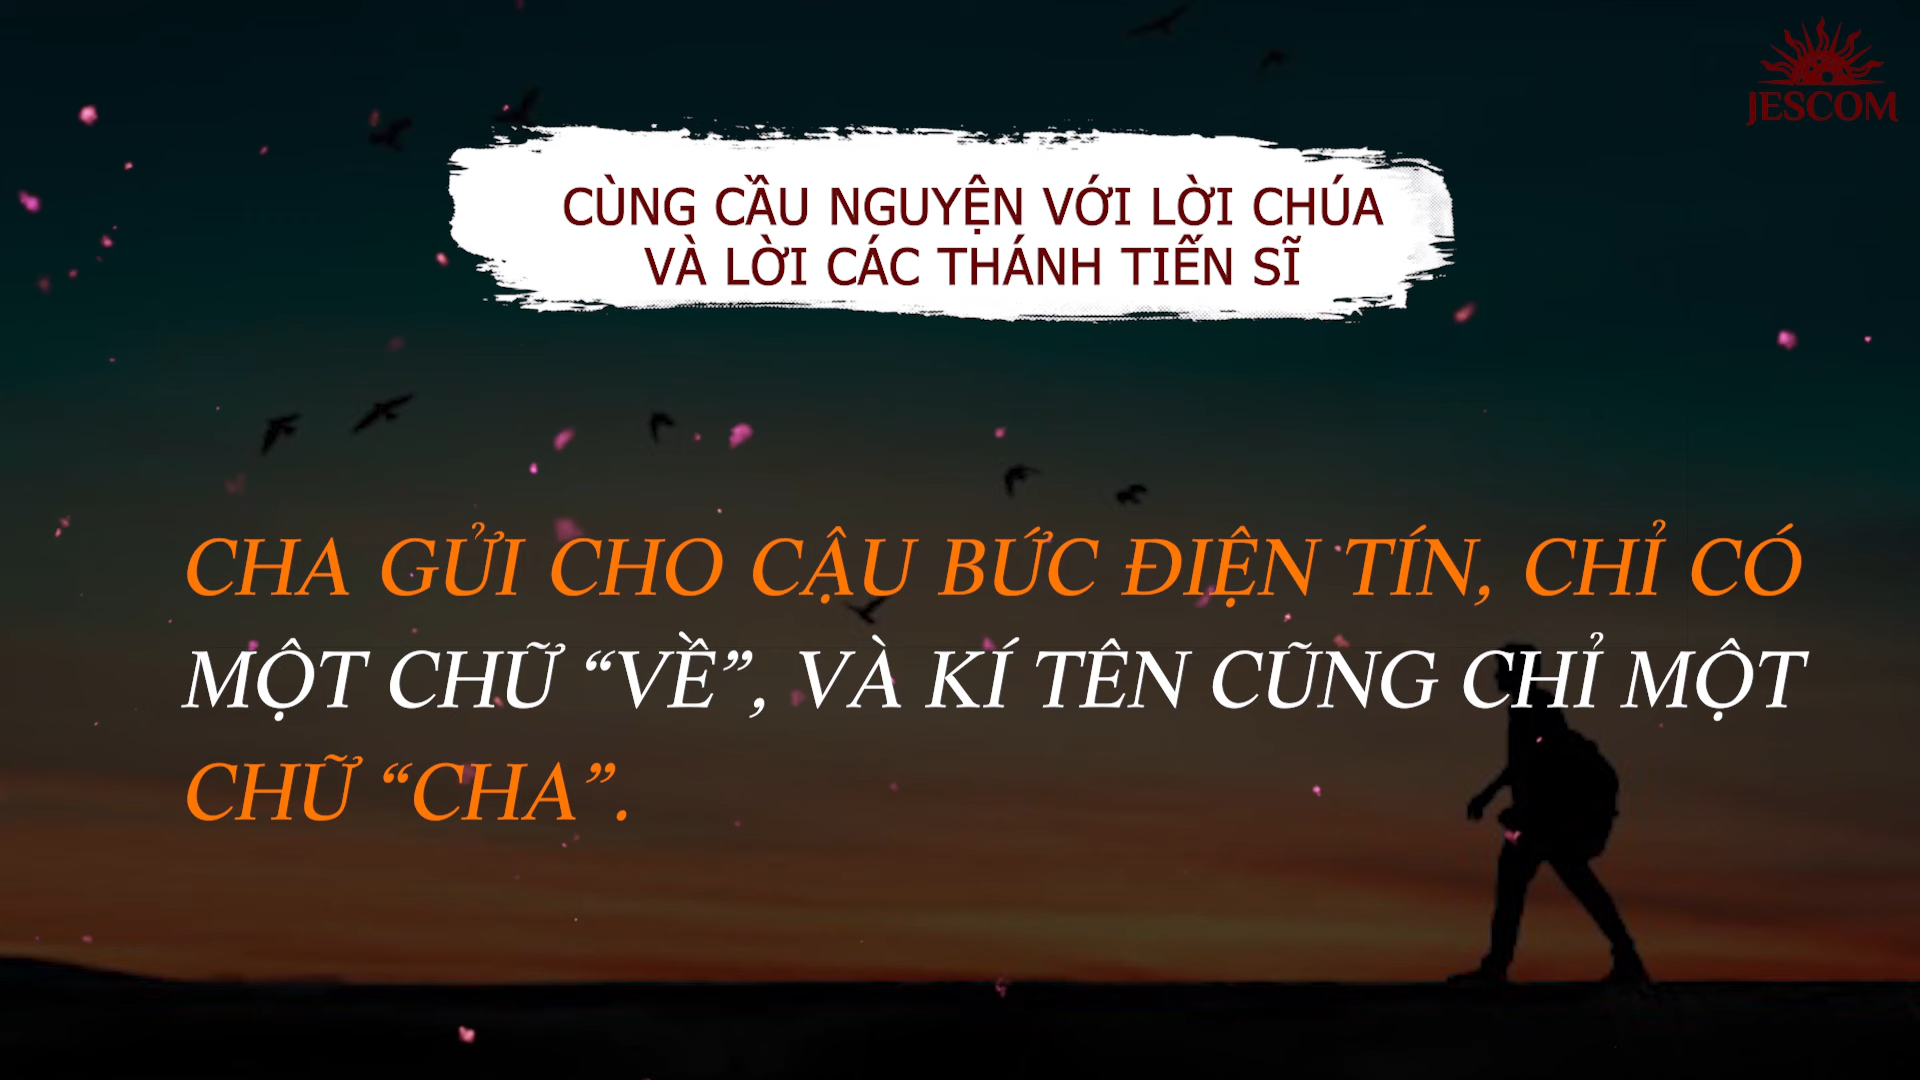 JESCOM
CÙNG CẦU NGUYỆN VỚI LỜI CHÚA
VÀ LỜI CÁC THÁNH TIẾN SĨ
CHA GỬI CHO CẬU BỨC ĐIỆN TÍN, CHỈ CÓ
MỘT CHỮ “VỀ”, VÀ KÍ TÊN CŨNG CHỈ MỘT
CHỮ “CHA”.